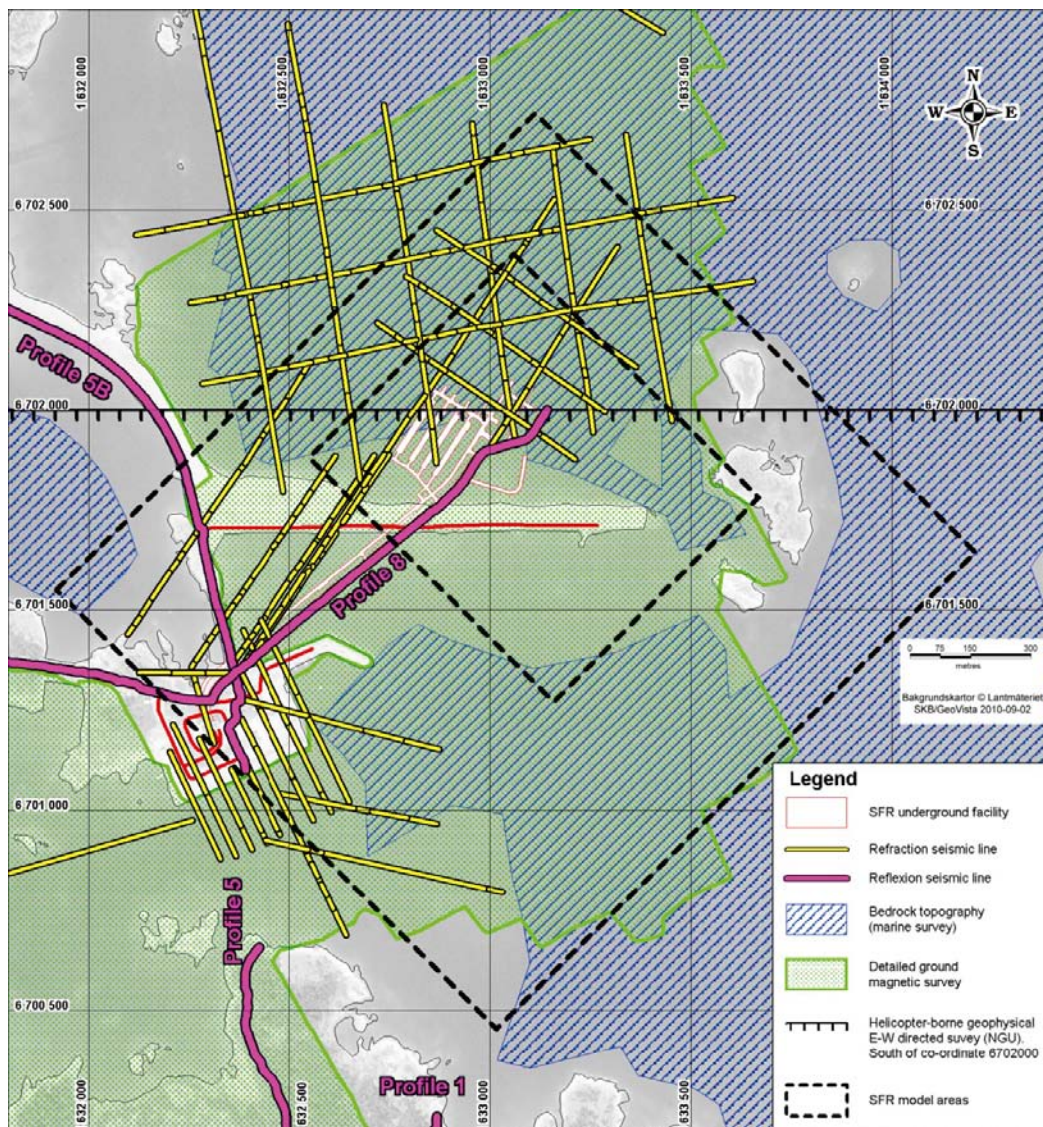 1 632 000
1 632 500
1 633 000
1 633 500
1 634 000
N
W E
S
6 702 500
6 702 500
Profile 5B
6 702 000
6 702 000
Profile 8
6 701 500
6 701 500
0 75 150 300
metres
Bakgrundskartor © Lantmäteriet
SKB/GeoVista 2010-09-02
6 701 000
Profile 5
6 700 500
Profile 1
632 000
632 500
633 000
633 500
Legend
SFR underground facility
Refraction seismic line
Reflexion seismic line
Bedrock topography
(marine survey)
Detailed ground
magnetic survey
Helicopter-borne geophysical
E-W directed suvey (NGU).
South of co-ordinate 6702000
SFR model areas